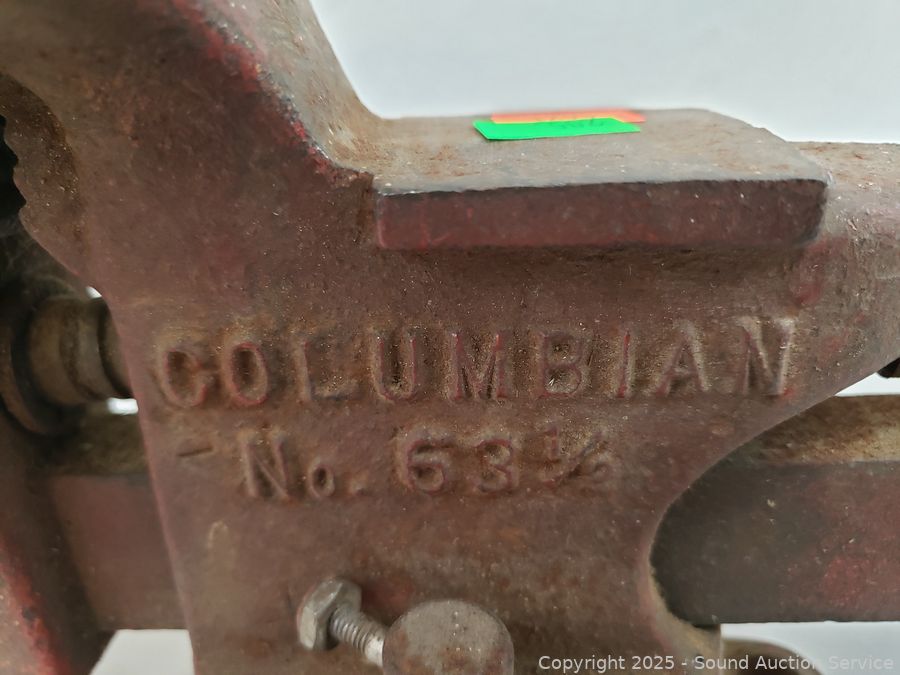 COLUMBIAN
No. 63½
Copyright 2025 - Sound Auction Service